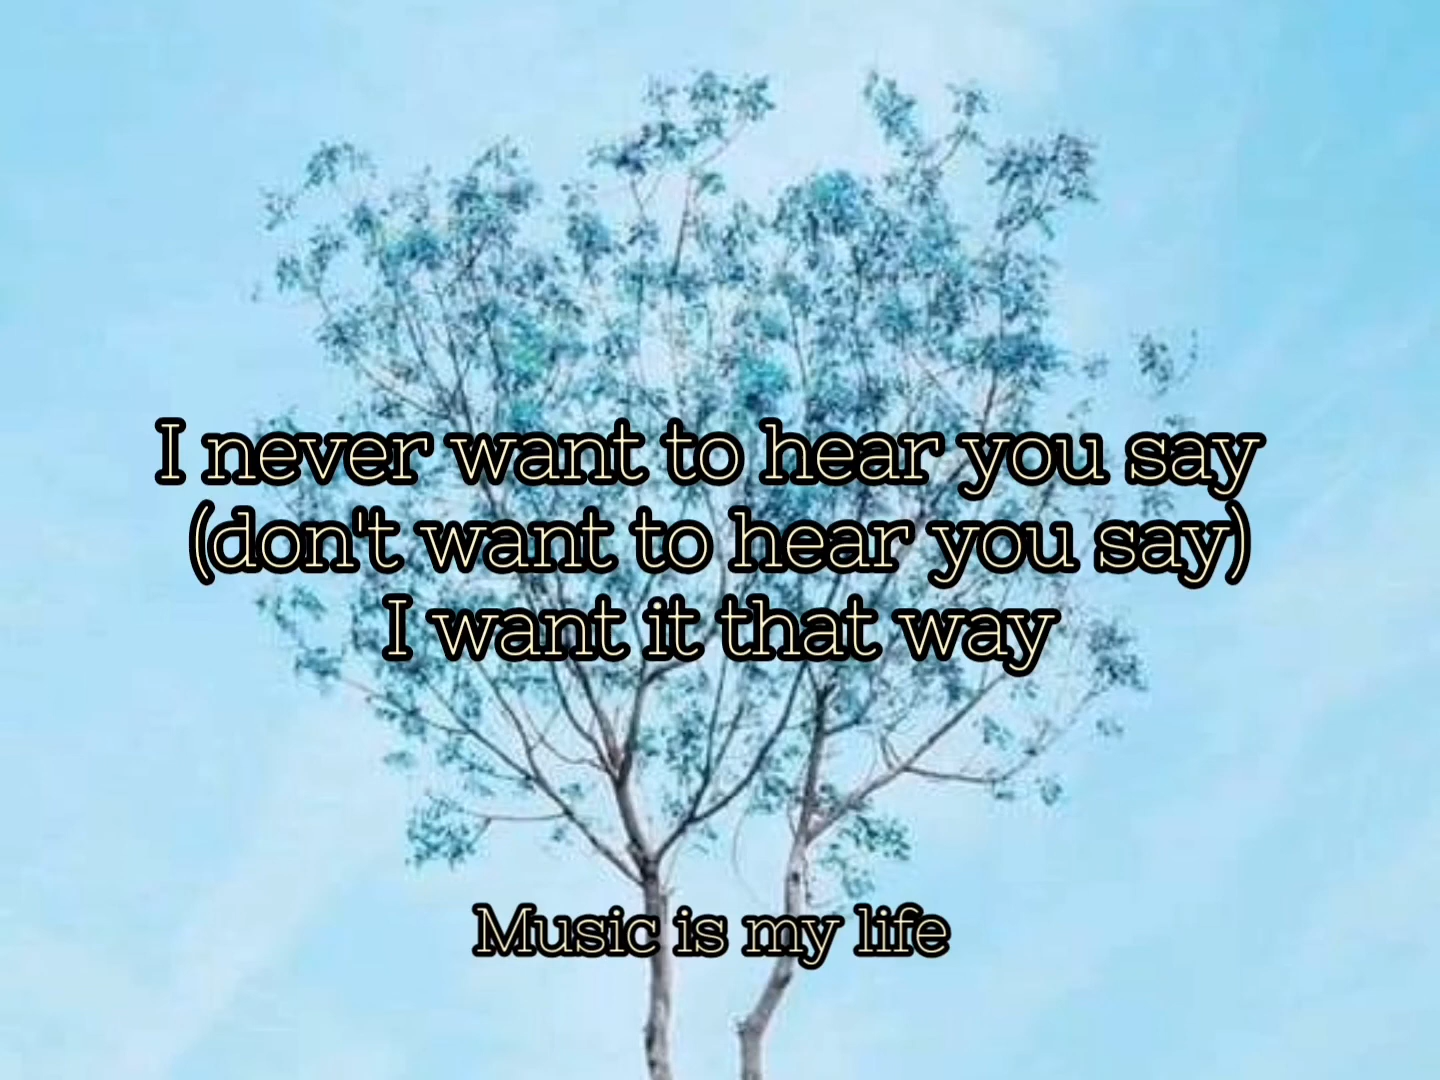 I never want to hear you say
(don't want to hear you say)
I want it that way
Music is my life